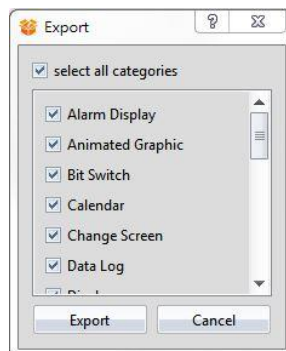 Export
select all categories
Alarm Display
Animated Graphic
Bit Switch
Calendar
Change Screen
Data Log
Export
Cancel